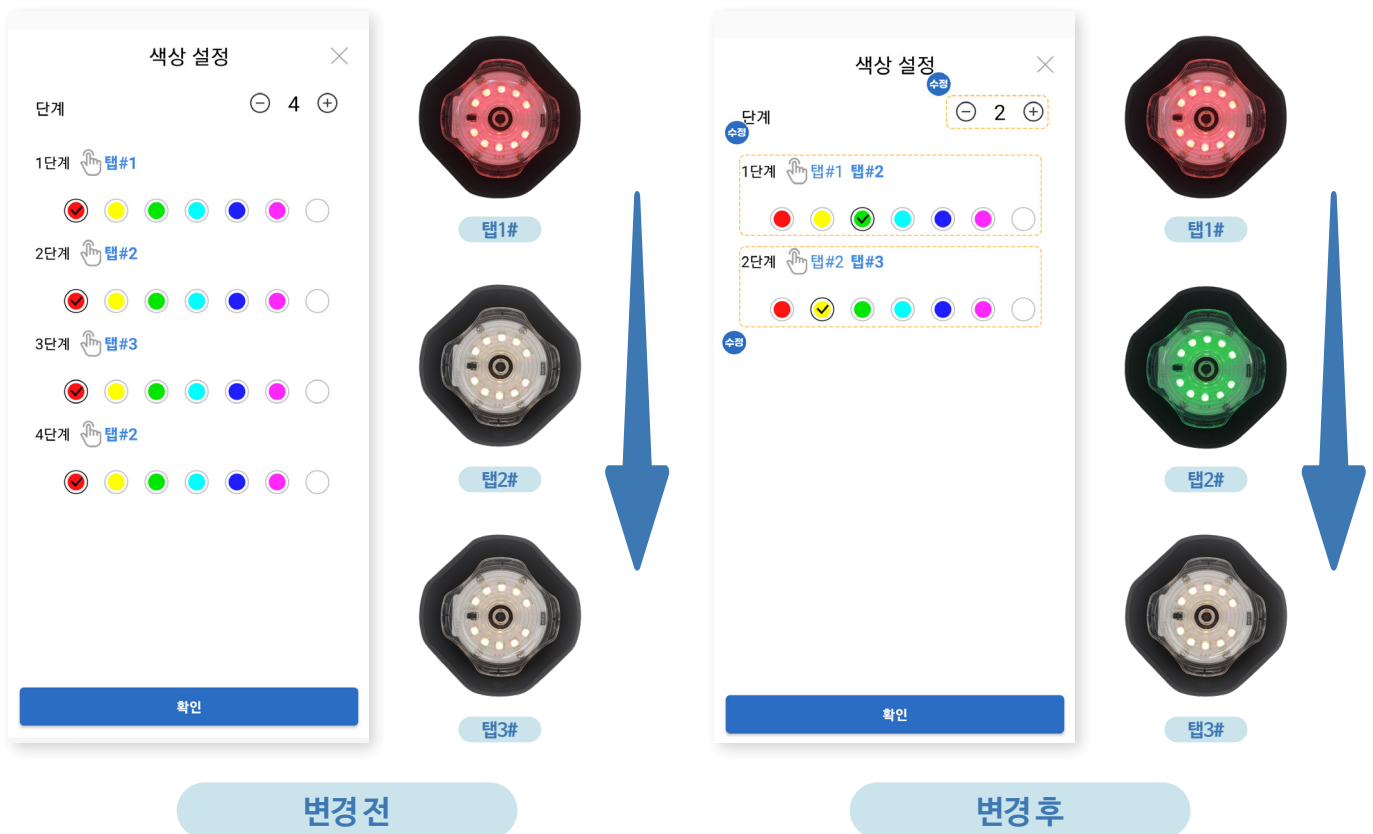 색상 설정
단계
4
1단계 탭#1
2단계 탭#2
3단계 탭#3
4단계 탭#2
확인
탭1#
탭2#
탭3#
변경 전
색상 설정
수정
단계
2
수정
1단계 탭#1 탭#2
2단계 탭#2 탭#3
수정
확인
탭1#
탭2#
탭3#
변경 후